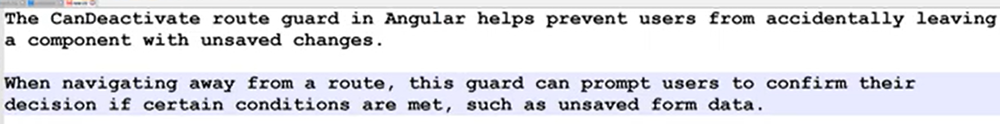 The CanDeactivate route guard in Angular helps prevent users from accidentally leaving
a component with unsaved changes.
When navigating away from a route, this guard can prompt users to confirm their
decision if certain conditions are met, such as unsaved form data.